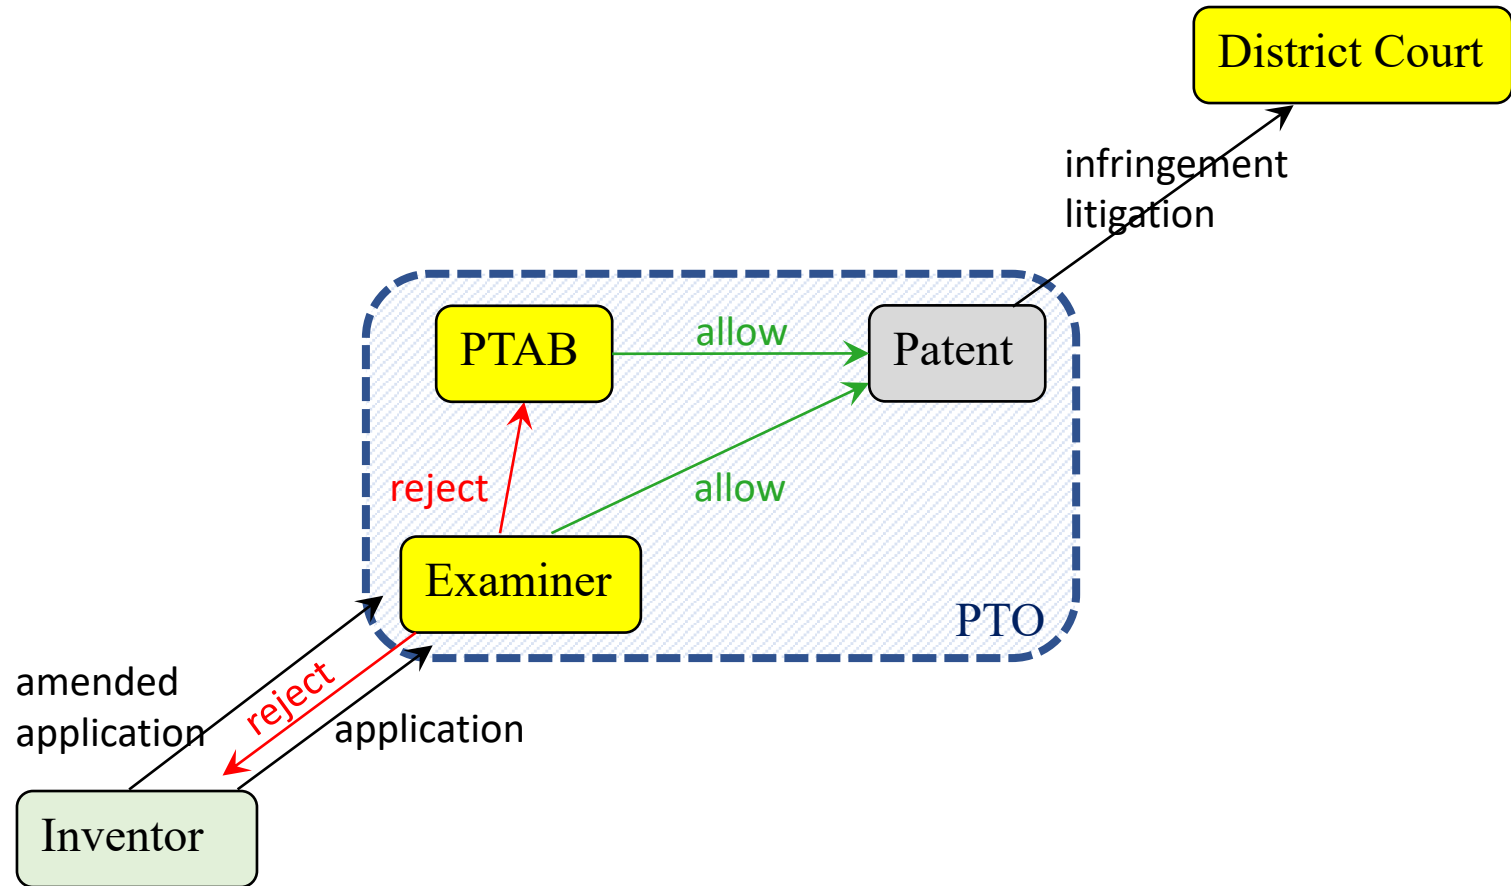 District Court
infringement
litigation
PTAB
allow
Patent
reject
allow
Examiner
PTO
amended
application
reject
application
Inventor